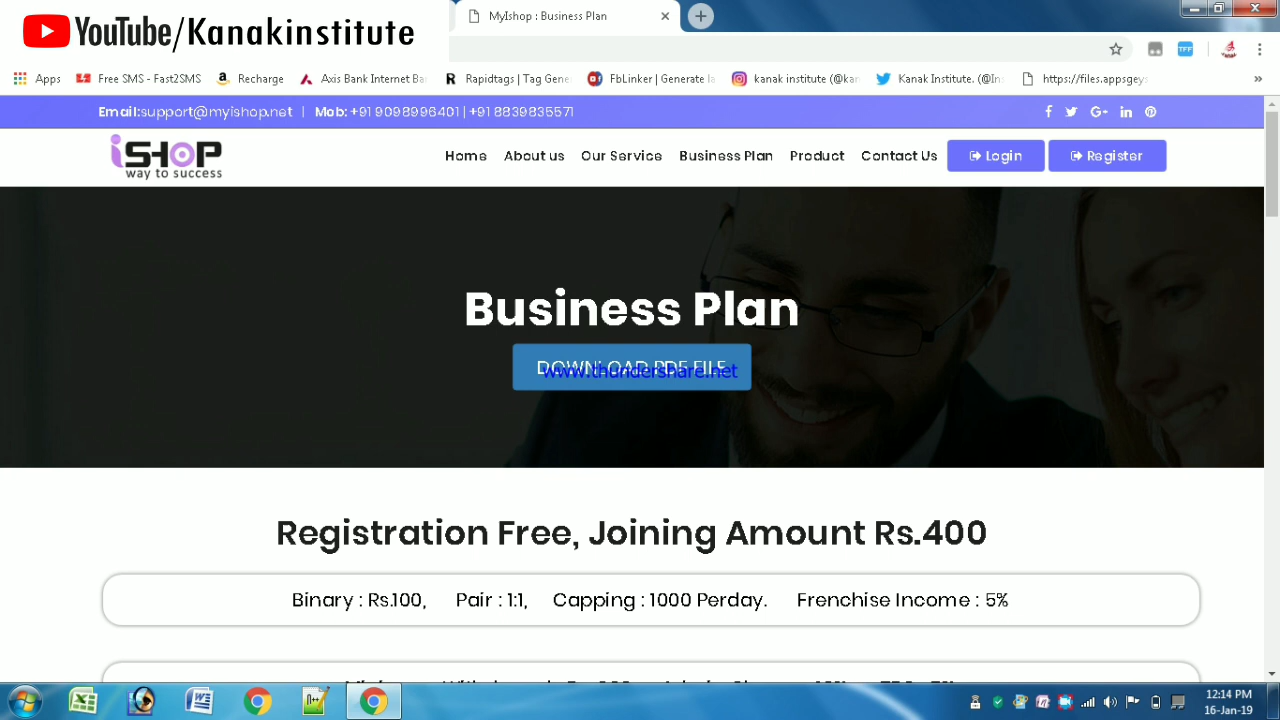 YouTube/Kanakinstitute
MyIshop : Business Plan
Apps Free SMS - Fast2SMS Recharge Axis Bank Internet Ba Rapidtags | Tag Gene FbLinker | Generate la kanak institute (@kan Kanak Institute. (@In https://files.appsgeys »
Email:support@myishop.net | Mob: +91 9098996401 | +91 8839835571
iSHOP
way to success
Home About us Our Service Business Plan Product Contact Us Login Register
Business Plan
DOWNLOAD PDF FILE
www.thundershare.net
Registration Free, Joining Amount Rs.400
Binary : Rs.100, Pair : 1:1, Capping : 1000 Perday. Frenchise Income : 5%
12:14 PM
16-Jan-19